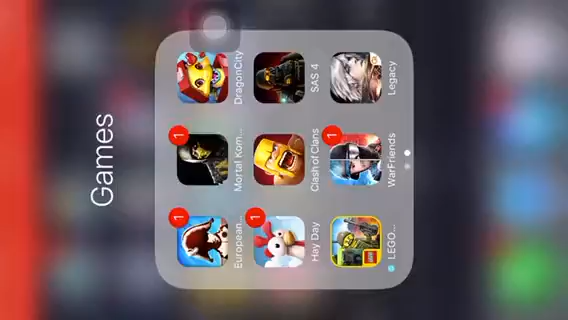 Games
1
1
European...
Mortal Kom...
DragonCity
1
Hay Day
Clash of Clans
SAS 4
1
LEGO
LEGO...
WarFriends
Legacy